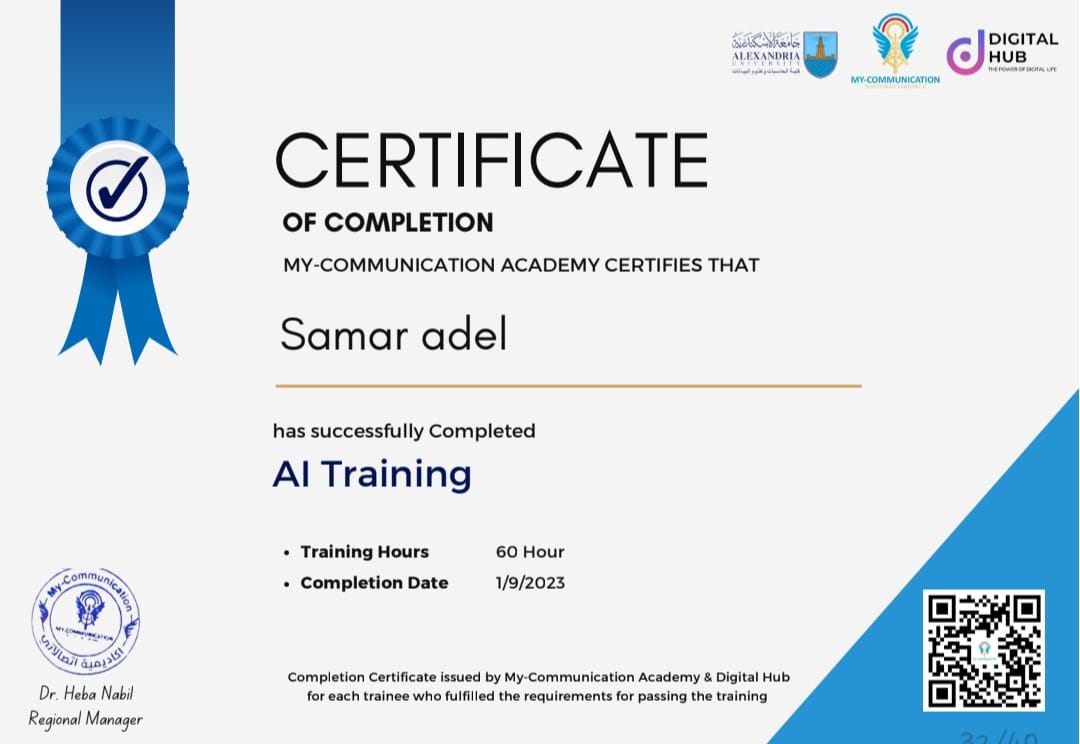 جامعة الإسكندرية
ALEXANDRIA
UNIVERSITY
كلية الحاسبات وعلوم البيانات
MY-COMMUNICATION
DIGITAL
HUB
THE POWER OF DIGITAL LIFE
CERTIFICATE
OF COMPLETION
MY-COMMUNICATION ACADEMY CERTIFIES THAT
Samar adel
has successfully Completed
AI Training
• Training Hours 60 Hour
• Completion Date 1/9/2023
My-Communication
MY-COMMUNICATION
اكاديمية اتصالاتي
Dr. Heba Nabil
Regional Manager
Completion Certificate issued by My-Communication Academy & Digital Hub
for each trainee who fulfilled the requirements for passing the training